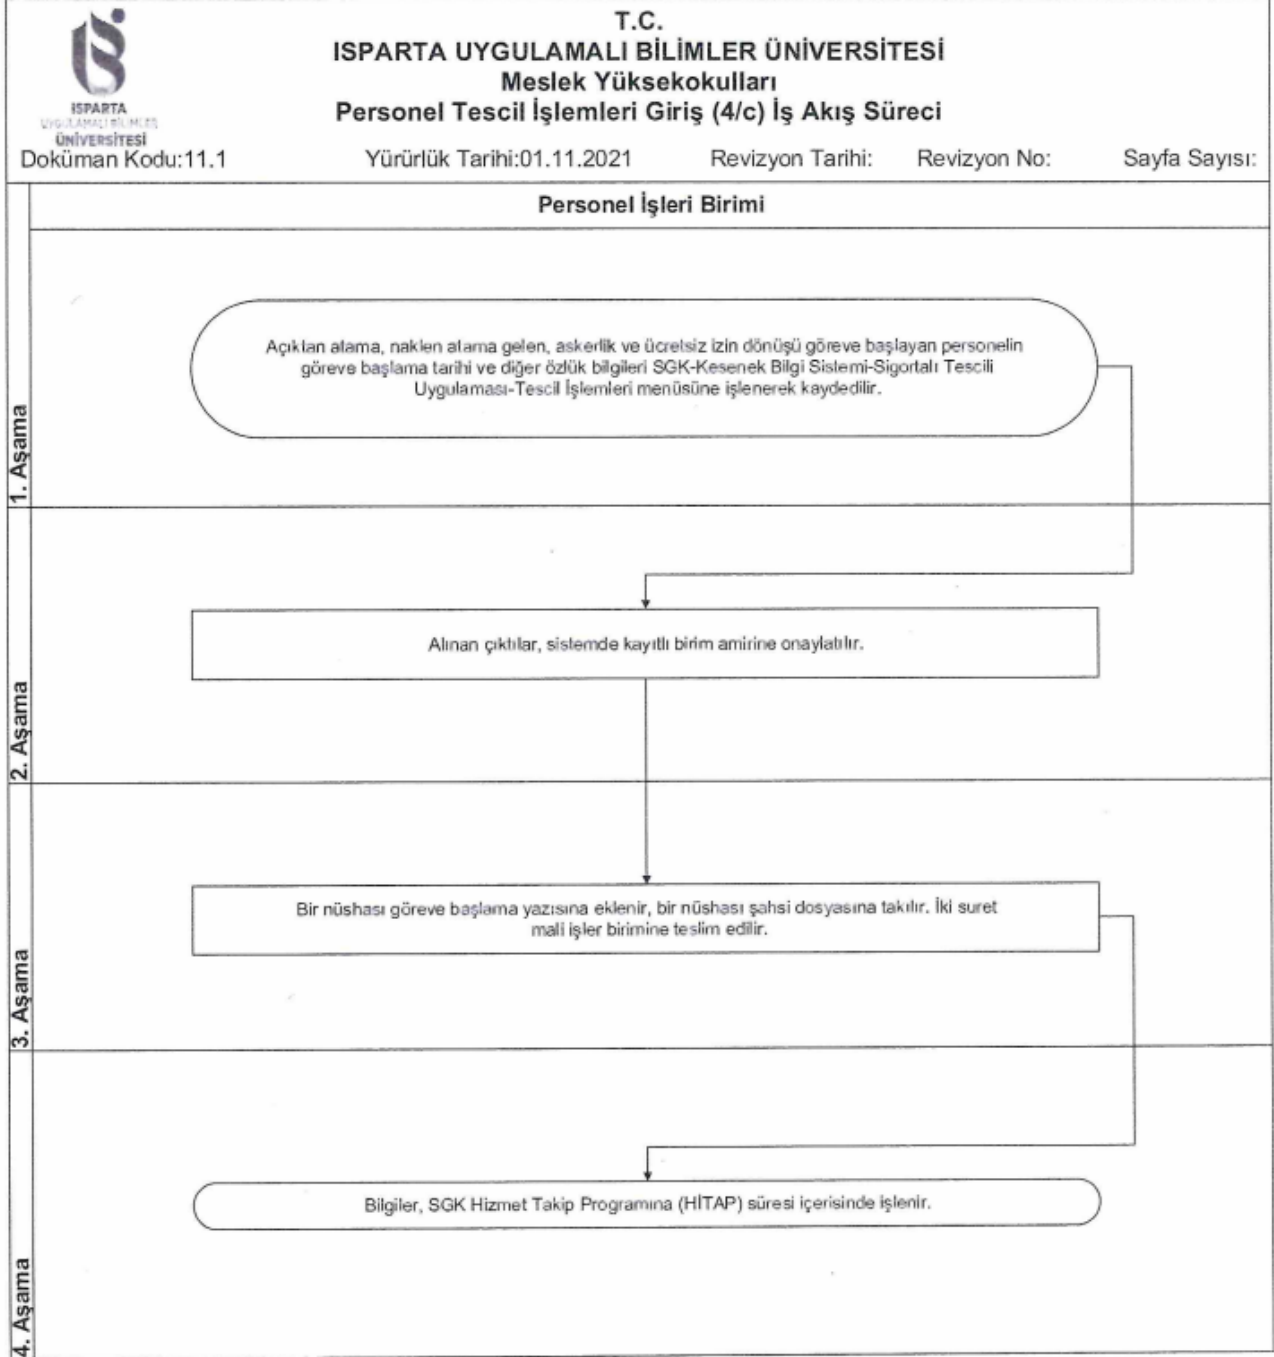 T.C.
ISPARTA UYGULAMALI BİLİMLER ÜNİVERSİTESİ
Meslek Yüksekokulları
Personel Tescil İşlemleri Giriş (4/c) İş Akış Süreci
ISPARTA
UYGULAMALI BİLİMLER
ÜNİVERSİTESİ
Doküman Kodu:11.1 Yürürlük Tarihi:01.11.2021 Revizyon Tarihi: Revizyon No: Sayfa Sayısı:
Personel İşleri Birimi
1. Aşama
Açıktan atama, naklen atama gelen, askerlik ve ücretsiz izin dönüşü göreve başlayan personelin
göreve başlama tarihi ve diğer özlük bilgileri SGK-Kesenek Bilgi Sistemi-Sigortalı Tescili
Uygulaması-Tescil İşlemleri menüsüne işlenerek kaydedilir.
2. Aşama
Alınan çıktılar, sistemde kayıtlı birim amirine onaylatılır.
3. Aşama
Bir nüshası göreve başlama yazısına eklenir, bir nüshası şahsi dosyasına takılır. İki suret
mali işler birimine teslim edilir.
4. Aşama
Bilgiler, SGK Hizmet Takip Programına (HİTAP) süresi içerisinde işlenir.